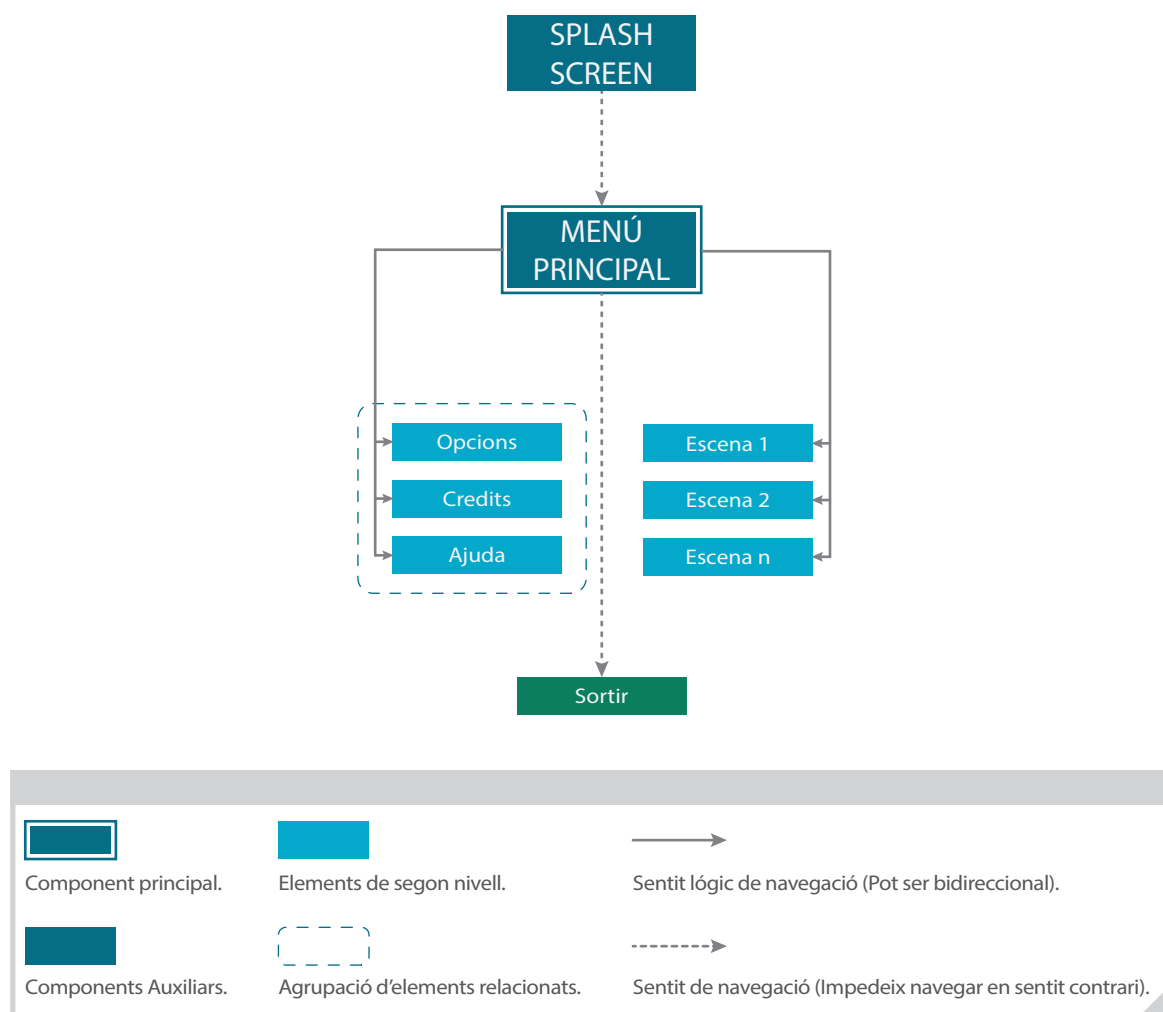 SPLASH
SCREEN
MENÚ
PRINCIPAL
Opcions
Credits
Ajuda
Escena 1
Escena 2
Escena n
Sortir
Component principal.
Elements de segon nivell.
Sentit lógic de navegació (Pot ser bidireccional).
Components Auxiliars.
Agrupació d'elements relacionats.
Sentit de navegació (Impedeix navegar en sentit contrari).